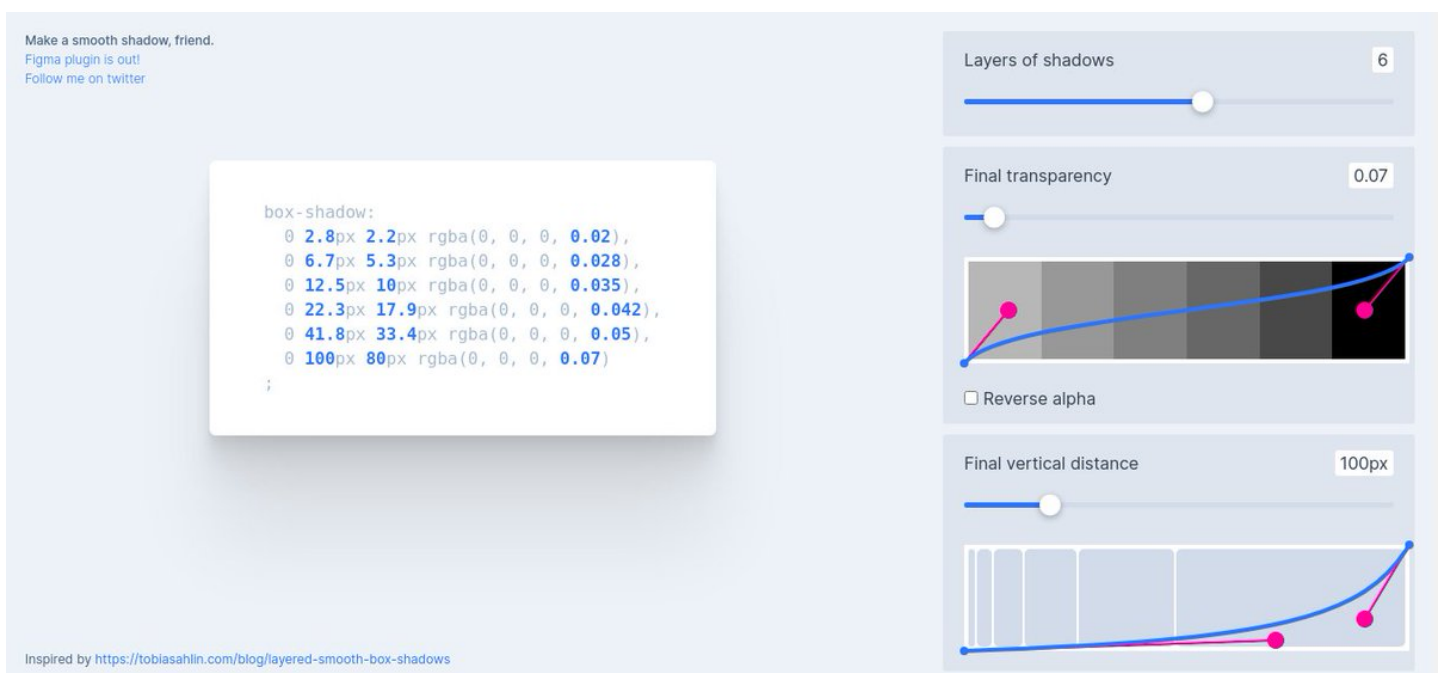 Make a smooth shadow, friend.
Figma plugin is out!
Follow me on twitter
box-shadow:
0 2.8px 2.2px rgba(0, 0, 0, 0.02),
0 6.7px 5.3px rgba(0, 0, 0, 0.028),
0 12.5px 10px rgba(0, 0, 0, 0.035),
0 22.3px 17.9px rgba(0, 0, 0, 0.042),
0 41.8px 33.4px rgba(0, 0, 0, 0.05),
0 100px 80px rgba(0, 0, 0, 0.07)
;
Inspired by https://tobiasahlin.com/blog/layered-smooth-box-shadows
Layers of shadows 6
Final transparency 0.07
Reverse alpha
Final vertical distance 100px